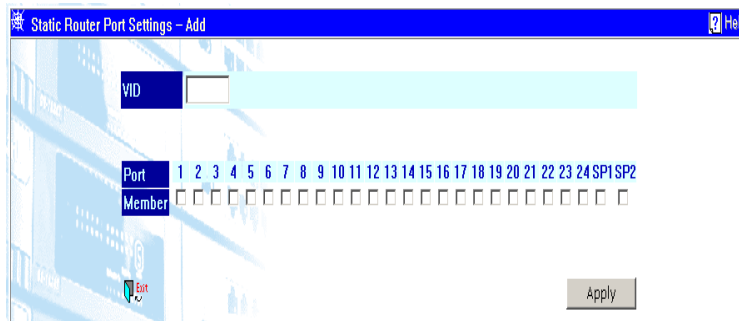 Static Router Port Settings – Add
? Hel
VID
Port 1 2 3 4 5 6 7 8 9 10 11 12 13 14 15 16 17 18 19 20 21 22 23 24 SP1 SP2
Member
Exit
Apply